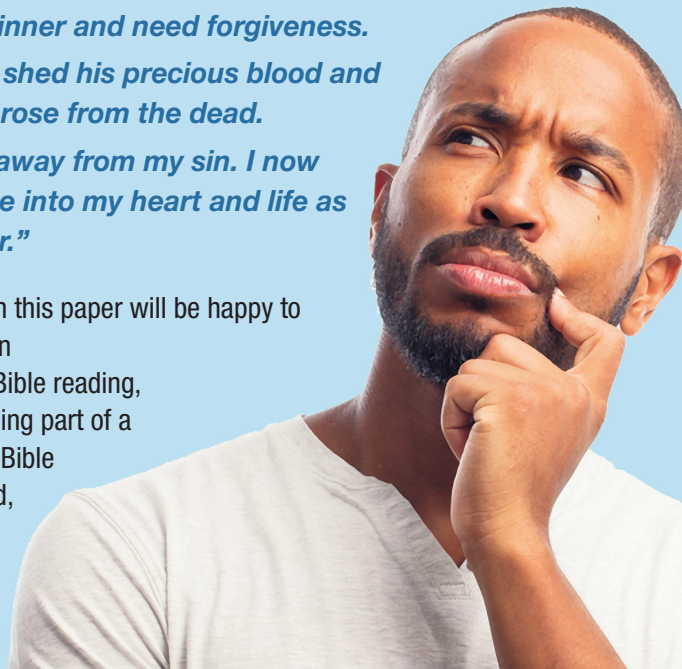 inner and need forgiveness.
shed his precious blood and
rose from the dead.
away from my sin. I now
e into my heart and life as
r.”
this paper will be happy to
n
Bible reading,
ing part of a
Bible
d,